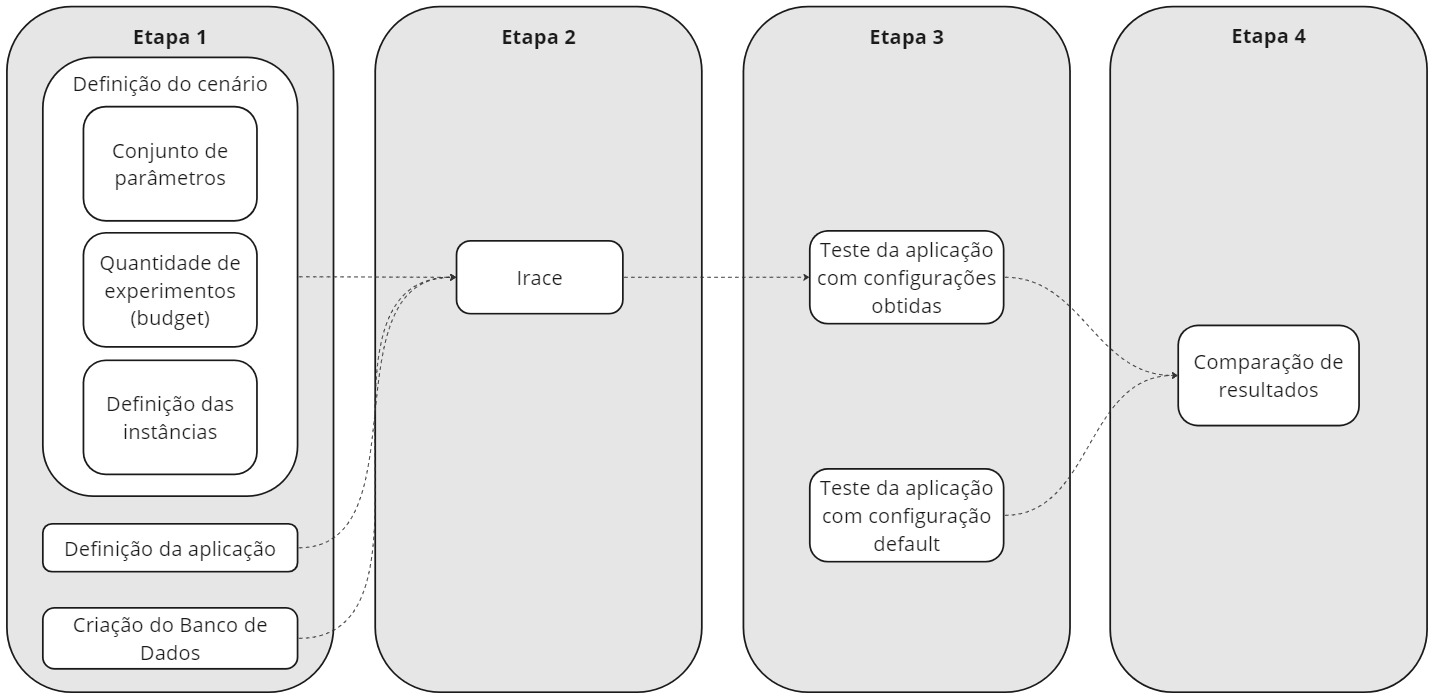 Etapa 1
Definição do cenário
Conjunto de
parâmetros
Quantidade de
experimentos
(budget)
Definição das
instâncias
Definição da aplicação
Criação do Banco de
Dados
Etapa 2
Irace
Etapa 3
Teste da aplicação
com configurações
obtidas
Teste da aplicação
com configuração
default
Etapa 4
Comparação de
resultados